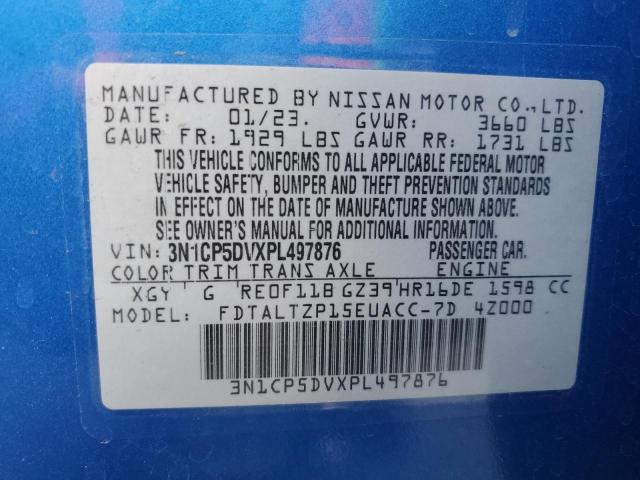 MANUFACTURED BY NISSAN MOTOR CO., LTD.
DATE: 01/23. GVWR: 3660 LBS
GAWR FR: 1929 LBS GAWR RR: 1731 LBS
THIS VEHICLE CONFORMS TO ALL APPLICABLE FEDERAL MOTOR
VEHICLE SAFETY, BUMPER AND THEFT PREVENTION STANDARDS
IN EFFECT ON THE DATE OF MANUFACTURE SHOWN ABOVE.
SEE OWNER'S MANUAL FOR ADDITIONAL INFORMATION.
VIN: 3N1CP5DVXPL497876 PASSENGER CAR.
COLOR TRIM TRANS AXLE ENGINE
XGY G RE0F11B GZ39 HR16DE 1598 CC
MODEL: FDTALTZP15EUACC-7D 4Z000
3N1CP5DVXPL497876